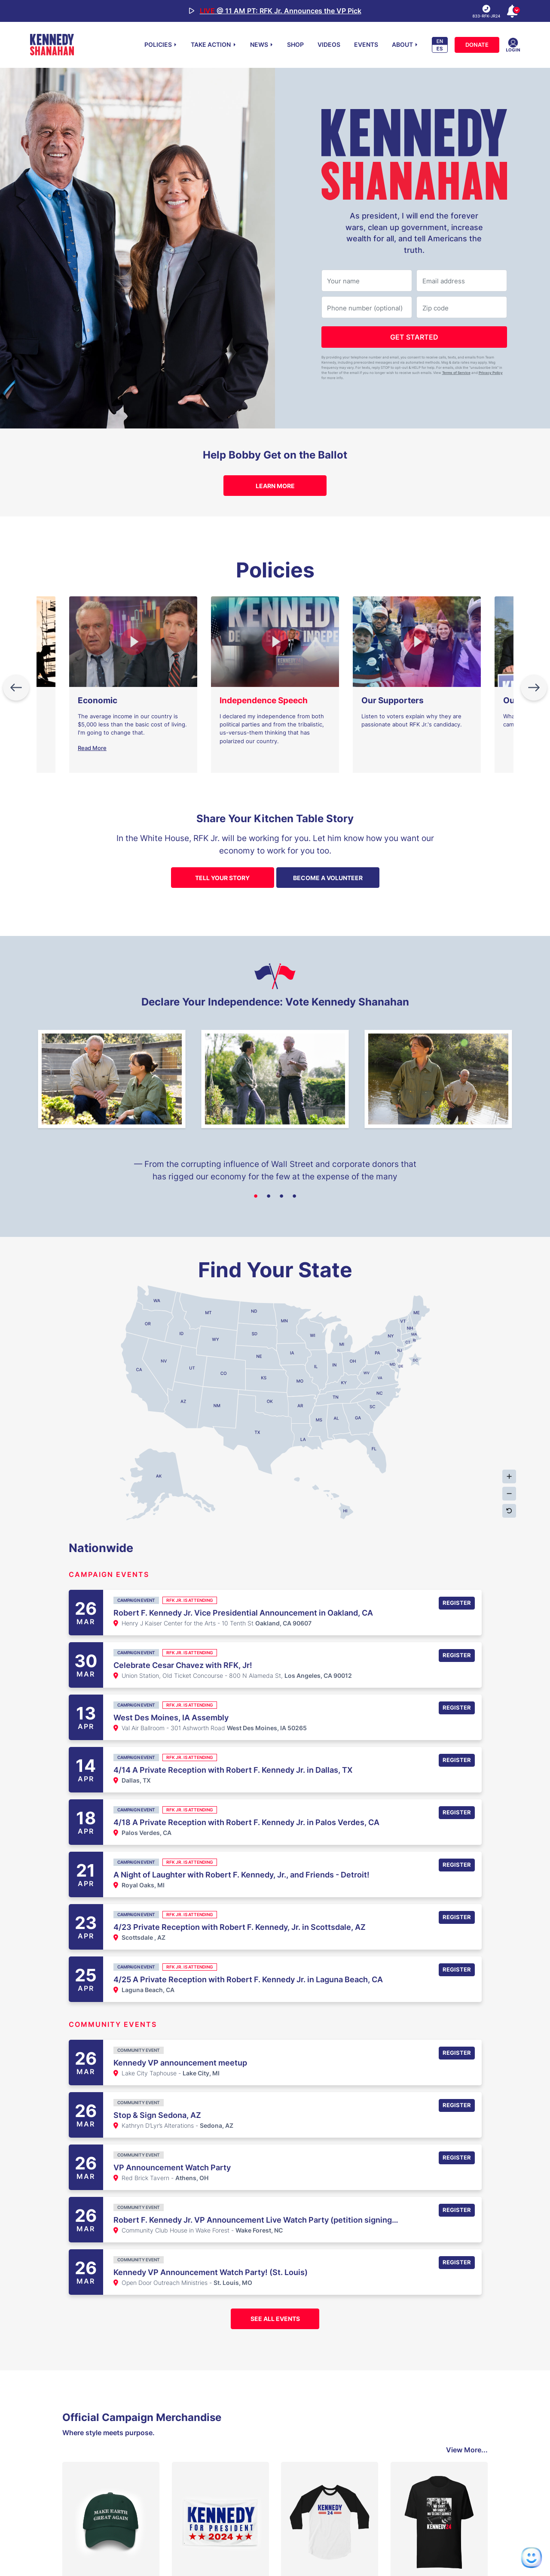 LIVE @ 11 AM PT: RFK Jr. Announces the VP Pick
833-RFK-JR24
KENNEDY
SHANAHAN
POLICIES
TAKE ACTION
NEWS
SHOP
VIDEOS
EVENTS
ABOUT
EN
ES
DONATE
LOGIN
KENNEDY
SHANAHAN
As president, I will end the forever
wars, clean up government, increase
wealth for all, and tell Americans the
truth.
Your name
Email address
Phone number (optional)
Zip code
GET STARTED
Terms of Service and Privacy Policy
Help Bobby Get on the Ballot
LEARN MORE
Policies
Economic
The average income in our country is
$5,000 less than the basic cost of living.
I'm going to change that.
Read More
KENNEDY
Independence Speech
I declared my independence from both
political parties and from the tribalistic,
us-versus-them thinking that has
polarized our country.
Our Supporters
Listen to voters explain why they are
passionate about RFK Jr.'s candidacy.
Share Your Kitchen Table Story
In the White House, RFK Jr. will be working for you. Let him know how you want our
economy to work for you too.
TELL YOUR STORY
BECOME A VOLUNTEER
Declare Your Independence: Vote Kennedy Shanahan
— From the corrupting influence of Wall Street and corporate donors that
has rigged our economy for the few at the expense of the many
Find Your State
WA
MT
ND
MN
ME
VT
NH
OR
ID
WY
SD
WI
MI
NY
MA
CT
RI
NV
UT
NE
IA
PA
NJ
CA
CO
KS
MO
IL
IN
OH
MD
DE
DC
WV
VA
KY
AZ
NM
OK
AR
TN
NC
SC
TX
LA
MS
AL
GA
FL
AK
HI
+
−
Nationwide
CAMPAIGN EVENTS
26
MAR
CAMPAIGN EVENT
RFK JR. IS ATTENDING
Robert F. Kennedy Jr. Vice Presidential Announcement in Oakland, CA
Henry J Kaiser Center for the Arts - 10 Tenth St Oakland, CA 90607
REGISTER
30
MAR
CAMPAIGN EVENT
RFK JR. IS ATTENDING
Celebrate Cesar Chavez with RFK, Jr!
Union Station, Old Ticket Concourse - 800 N Alameda St, Los Angeles, CA 90012
REGISTER
13
APR
CAMPAIGN EVENT
RFK JR. IS ATTENDING
West Des Moines, IA Assembly
Val Air Ballroom - 301 Ashworth Road West Des Moines, IA 50265
REGISTER
14
APR
CAMPAIGN EVENT
RFK JR. IS ATTENDING
4/14 A Private Reception with Robert F. Kennedy Jr. in Dallas, TX
Dallas, TX
REGISTER
18
APR
CAMPAIGN EVENT
RFK JR. IS ATTENDING
4/18 A Private Reception with Robert F. Kennedy Jr. in Palos Verdes, CA
Palos Verdes, CA
REGISTER
21
APR
CAMPAIGN EVENT
RFK JR. IS ATTENDING
A Night of Laughter with Robert F. Kennedy, Jr., and Friends - Detroit!
Royal Oaks, MI
REGISTER
23
APR
CAMPAIGN EVENT
RFK JR. IS ATTENDING
4/23 Private Reception with Robert F. Kennedy, Jr. in Scottsdale, AZ
Scottsdale , AZ
REGISTER
25
APR
CAMPAIGN EVENT
RFK JR. IS ATTENDING
4/25 A Private Reception with Robert F. Kennedy Jr. in Laguna Beach, CA
Laguna Beach, CA
REGISTER
COMMUNITY EVENTS
26
MAR
COMMUNITY EVENT
Kennedy VP announcement meetup
Lake City Taphouse - Lake City, MI
REGISTER
26
MAR
COMMUNITY EVENT
Stop & Sign Sedona, AZ
Kathryn D'Lyr's Alterations - Sedona, AZ
REGISTER
26
MAR
COMMUNITY EVENT
VP Announcement Watch Party
Red Brick Tavern - Athens, OH
REGISTER
26
MAR
COMMUNITY EVENT
Robert F. Kennedy Jr. VP Announcement Live Watch Party (petition signing...
Community Club House in Wake Forest - Wake Forest, NC
REGISTER
26
MAR
COMMUNITY EVENT
Kennedy VP Announcement Watch Party! (St. Louis)
Open Door Outreach Ministries - St. Louis, MO
REGISTER
SEE ALL EVENTS
Official Campaign Merchandise
Where style meets purpose.
View More...
MAKE EARTH
GREAT AGAIN
KENNEDY
FOR PRESIDENT
2024
KENNEDY
24
KENNEDY24